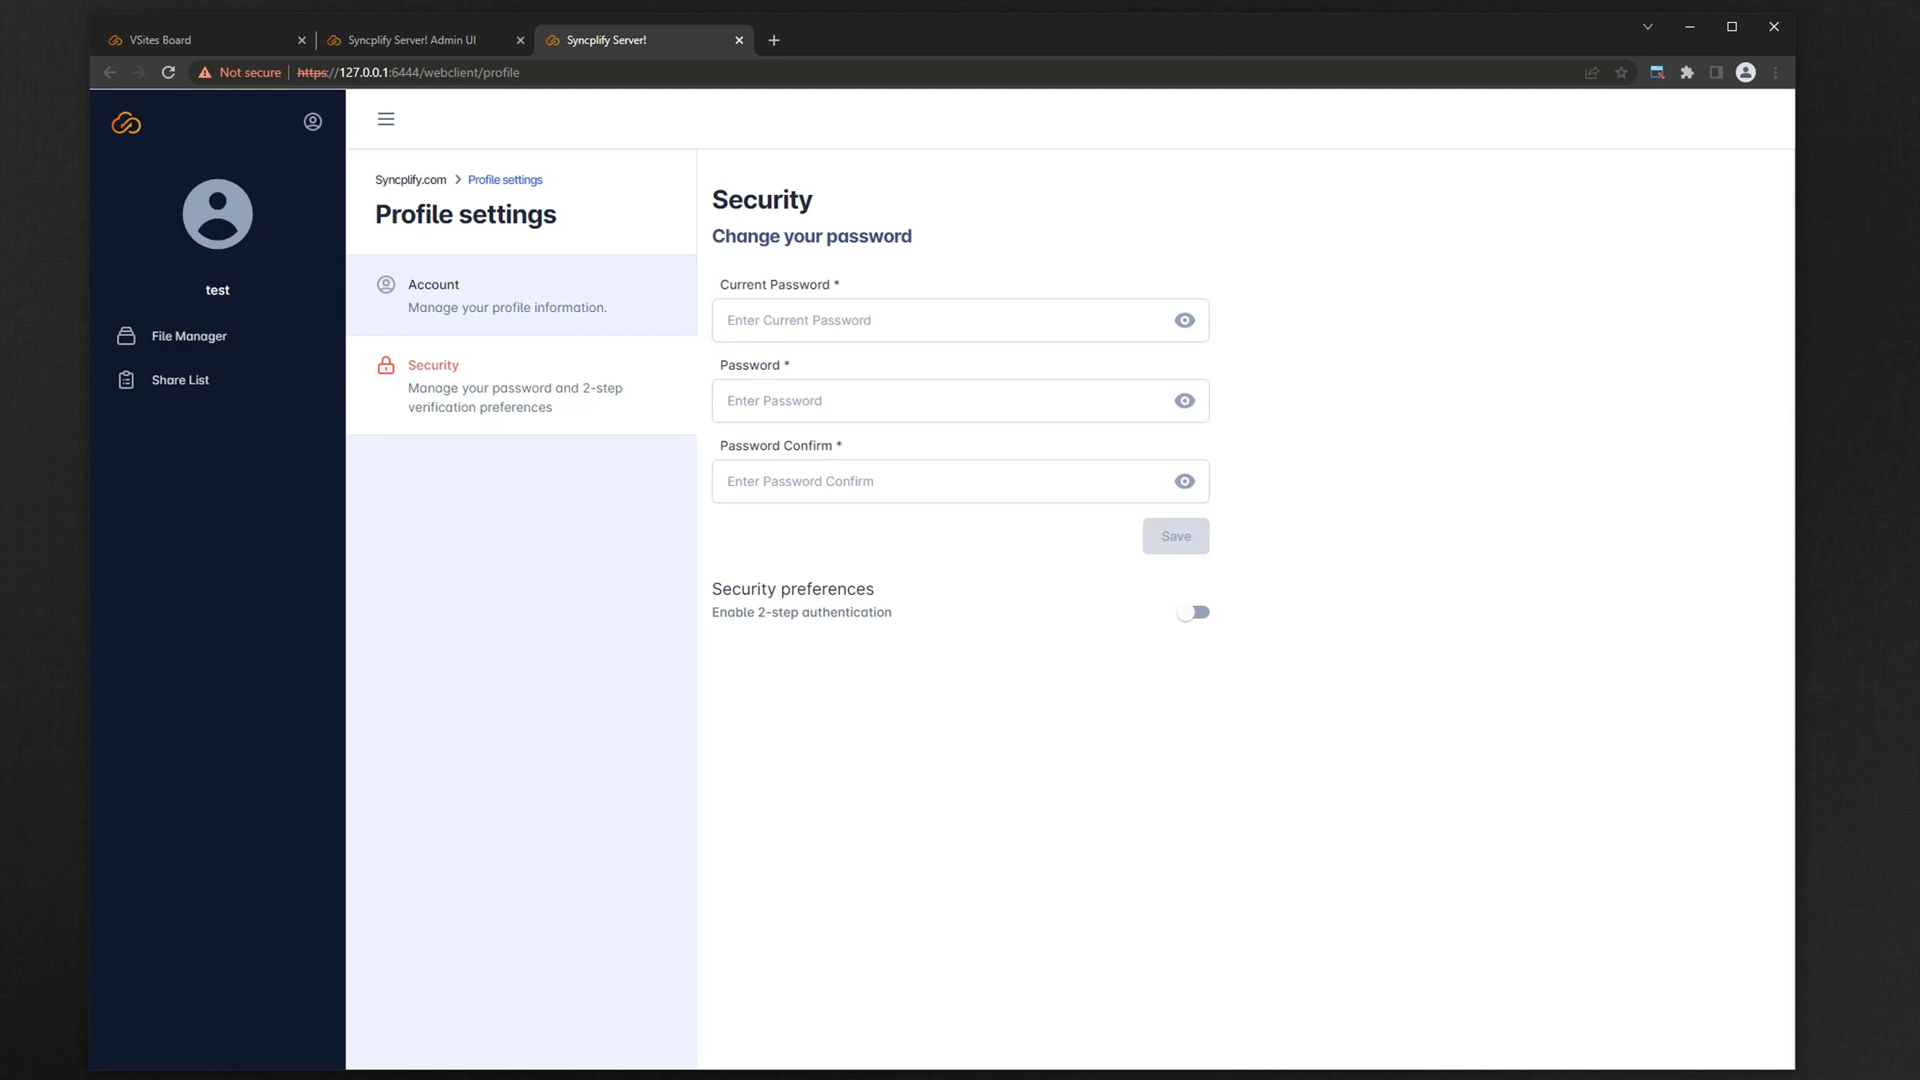 VSites Board
Syncplify Server! Admin UI
Syncplify Server!
Not secure
https://127.0.0.1:6444/webclient/profile
test
File Manager
Share List
Syncplify.com
Profile settings
Profile settings
Account
Manage your profile information.
Security
Manage your password and 2-step
verification preferences
Security
Change your password
Current Password *
Enter Current Password
Password *
Enter Password
Password Confirm *
Enter Password Confirm
Save
Security preferences
Enable 2-step authentication